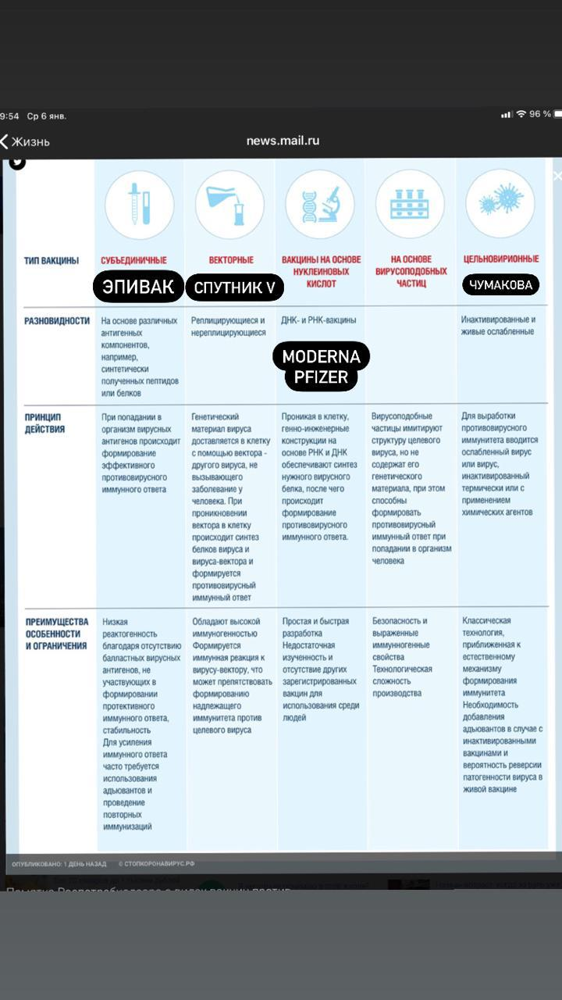 9:54 Ср 6 янв.
96 %
Жизнь
news.mail.ru
ТИП ВАКЦИНЫ
СУБЪЕДИНИЧНЫЕ
ЭПИВАК
ВЕКТОРНЫЕ
СПУТНИК V
ВАКЦИНЫ НА ОСНОВЕ
НУКЛЕИНОВЫХ
КИСЛОТ
НА ОСНОВЕ
ВИРУСОПОДОБНЫХ
ЧАСТИЦ
ЦЕЛЬНОВИРИОННЫЕ
ЧУМАКОВА
РАЗНОВИДНОСТИ
На основе различных
антигенных
компонентов,
например,
синтетически
полученных пептидов
или белков
Реплицирующиеся и
нереплицирующиеся
ДНК- и РНК-вакцины
MODERNA
PFIZER
Инактивированные и
живые ослабленные
ПРИНЦИП
ДЕЙСТВИЯ
При попадании в
организм вирусных
антигенов происходит
формирование
эффективного
противовирусного
иммунного ответа
Генетический
материал вируса
доставляется в клетку
с помощью вектора -
другого вируса, не
вызывающего
заболевание у
человека. При
проникновении
вектора в клетку
происходит синтез
белков вируса и
вируса-вектора и
формируется
противовирусный
иммунный ответ
Проникая в клетку,
генно-инженерные
конструкции на
основе РНК и ДНК
обеспечивают синтез
нужного вирусного
белка, после чего
происходит
формирование
противовирусного
иммунного ответа.
Вирусоподобные
частицы имитируют
структуру целевого
вируса, но не
содержат его
генетического
материала, при этом
способны
формировать
противовирусный
иммунный ответ при
попадании в организм
человека
Для выработки
противовирусного
иммунитета вводится
ослабленный вирус
или вирус,
инактивированный
термически или с
применением
химических агентов
ПРЕИМУЩЕСТВА
ОСОБЕННОСТИ
И ОГРАНИЧЕНИЯ
Низкая
реактогенность
благодаря отсутствию
балластных вирусных
антигенов, не
участвующих в
формировании
протективного
иммунного ответа,
стабильность
Для усиления
иммунного ответа
часто требуется
использования
адъювантов и
проведение
повторных
иммунизаций
Обладают высокой
иммуногенностью
Формируется
иммунная реакция к
вирусу-вектору, что
может препятствовать
формированию
надлежащего
иммунитета против
целевого вируса
Простая и быстрая
разработка
Недостаточная
изученность и
отсутствие других
зарегистрированных
вакцин для
использования среди
людей
Безопасность и
выраженные
иммунногенные
свойства
Технологическая
сложность
производства
Классическая
технология,
приближенная к
естественному
механизму
формирования
иммунитета
Необходимость
добавления
адъювантов в случае с
инактивированными
вакцинами и
вероятность реверсии
патогенности вируса в
живой вакцине
ОПУБЛИКОВАНО: 1 ДЕНЬ НАЗАД © СТОПКОРОНАВИРУС.РФ